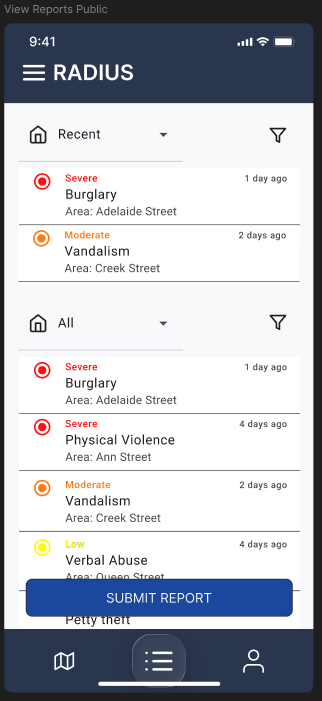 View Reports Public
9:41
RADIUS
Recent
Severe 1 day ago
Burglary
Area: Adelaide Street
Moderate 2 days ago
Vandalism
Area: Creek Street
All
Severe 1 day ago
Burglary
Area: Adelaide Street
Severe 4 days ago
Physical Violence
Area: Ann Street
Moderate 2 days ago
Vandalism
Area: Creek Street
Low 4 days ago
Verbal Abuse
Area: Queen Street
SUBMIT REPORT
Petty theft